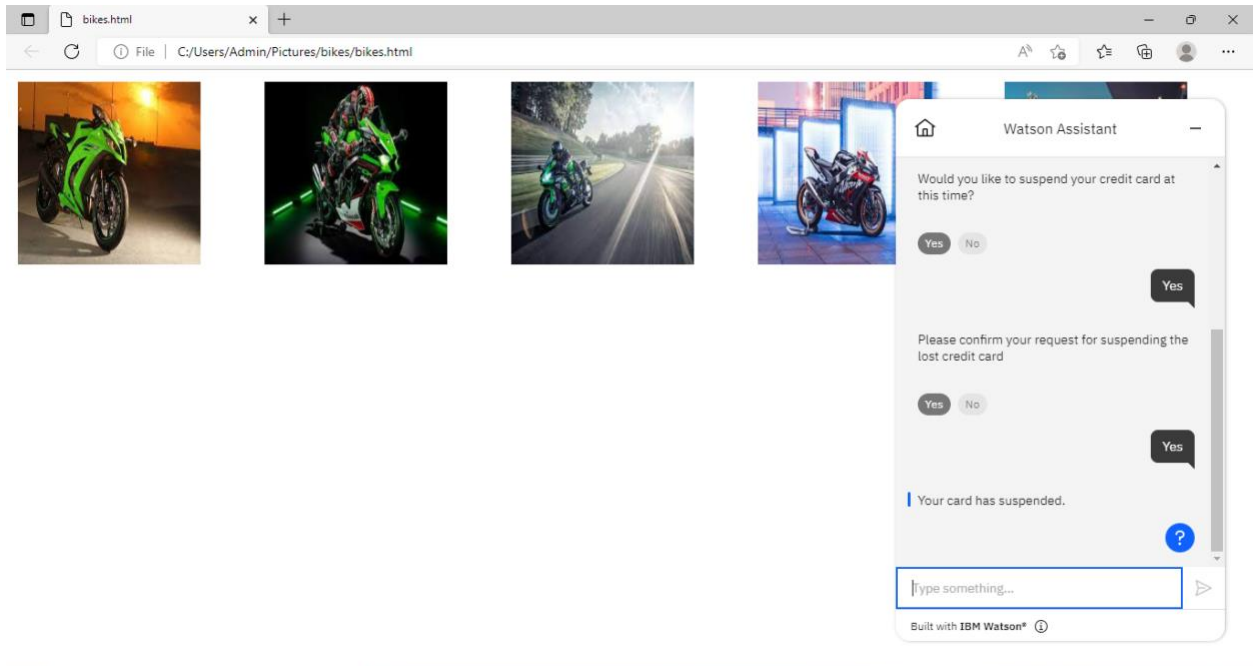 bikes.html
File | C:/Users/Admin/Pictures/bikes/bikes.html
Watson Assistant
Would you like to suspend your credit card at
this time?
Yes No
Yes
Please confirm your request for suspending the
lost credit card
Yes No
Yes
Your card has suspended.
?
Type something...
Built with IBM Watson®